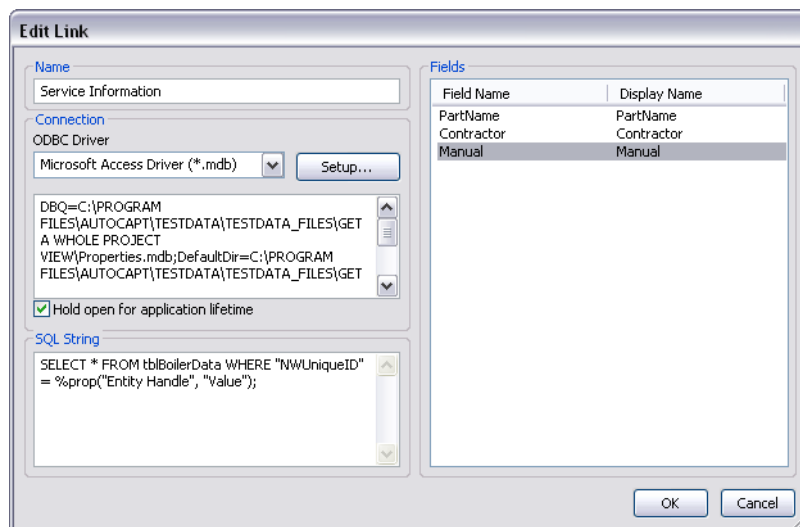 Edit Link
Name
Service Information
Connection
ODBC Driver
Microsoft Access Driver (*.mdb)
Setup...
DBQ=C:\PROGRAM
FILES\AUTOCAPT\TESTDATA\TESTDATA_FILES\GET
A WHOLE PROJECT
VIEW\Properties.mdb;DefaultDir=C:\PROGRAM
FILES\AUTOCAPT\TESTDATA\TESTDATA_FILES\GET
Hold open for application lifetime
SQL String
SELECT * FROM tblBoilerData WHERE "NWUniqueID"
= %prop("Entity Handle", "Value");
Fields
Field Name Display Name
PartName PartName
Contractor Contractor
Manual Manual
OK Cancel